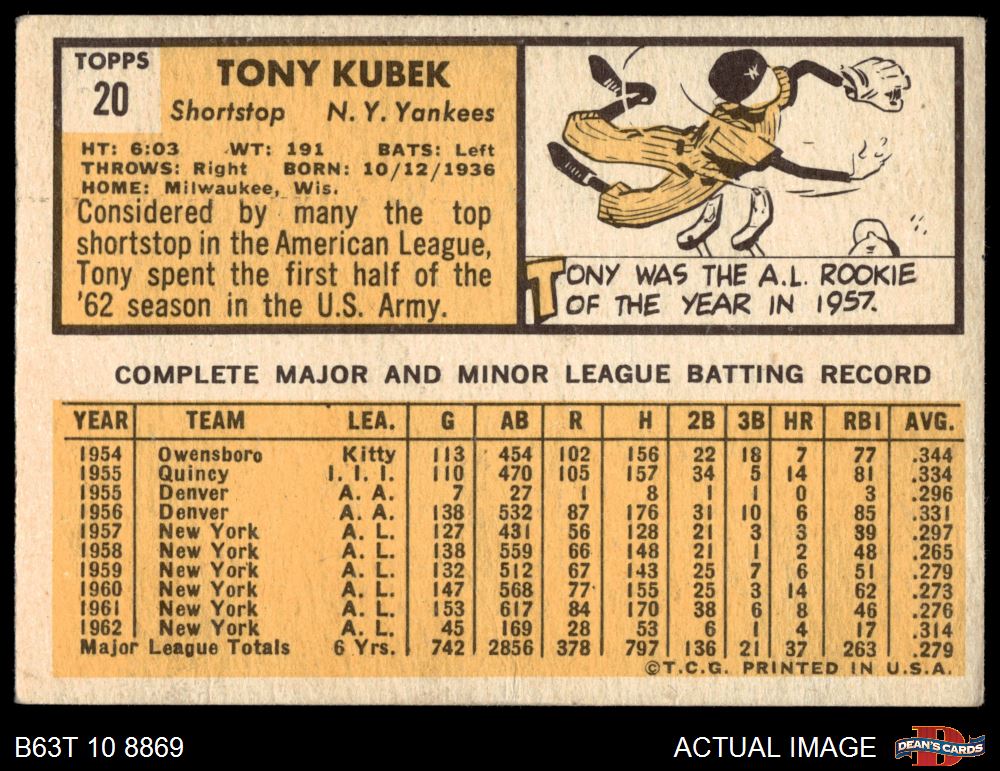 TOPPS
20
TONY KUBEK
Shortstop N. Y. Yankees
HT: 6:03 WT: 191 BATS: Left
THROWS: Right BORN: 10/12/1936
HOME: Milwaukee, Wis.
Considered by many the top
shortstop in the American League,
Tony spent the first half of the
'62 season in the U.S. Army.
TONY WAS THE A.L. ROOKIE
OF THE YEAR IN 1957.
COMPLETE MAJOR AND MINOR LEAGUE BATTING RECORD
YEAR TEAM LEA. G AB R H 2B 3B HR RBI AVG.
1954 Owensboro Kitty 113 454 102 156 22 18 7 77 .344
1955 Quincy I. I. I. 110 470 105 157 34 5 14 81 .334
1955 Denver A. A. 7 27 1 8 1 1 0 3 .296
1956 Denver A. A. 138 532 87 176 31 10 6 85 .331
1957 New York A. L. 127 431 56 128 21 3 3 39 .297
1958 New York A. L. 138 559 66 148 21 1 2 48 .265
1959 New York A. L. 132 512 67 143 25 7 6 51 .279
1960 New York A. L. 147 568 77 155 25 3 14 62 .273
1961 New York A. L. 153 617 84 170 38 6 8 46 .276
1962 New York A. L. 45 169 28 53 6 1 4 17 .314
Major League Totals 6 Yrs. 742 2856 378 797 136 21 37 263 .279
©T.C.G. PRINTED IN U.S.A.
B63T 10 8869
ACTUAL IMAGE
DEAN'S CARDS